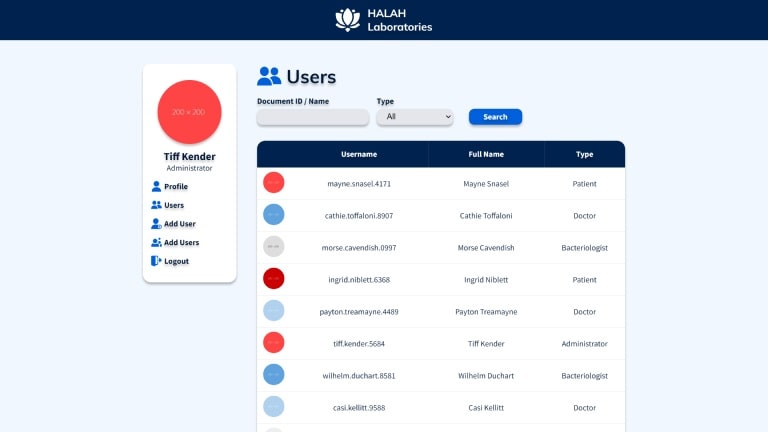 HALAH
Laboratories
200 × 200
Tiff Kender
Administrator
Profile
Users
Add User
Add Users
Logout
Users
Document ID / Name
Type
All
Search
Username Full Name Type
mayne.snasel.4171 Mayne Snasel Patient
cathie.toffaloni.8907 Cathie Toffaloni Doctor
morse.cavendish.0997 Morse Cavendish Bacteriologist
ingrid.niblett.6368 Ingrid Niblett Patient
payton.treamayne.4489 Payton Treamayne Doctor
tiff.kender.5684 Tiff Kender Administrator
wilhelm.duchart.8581 Wilhelm Duchart Bacteriologist
casi.kellitt.9588 Casi Kellitt Doctor